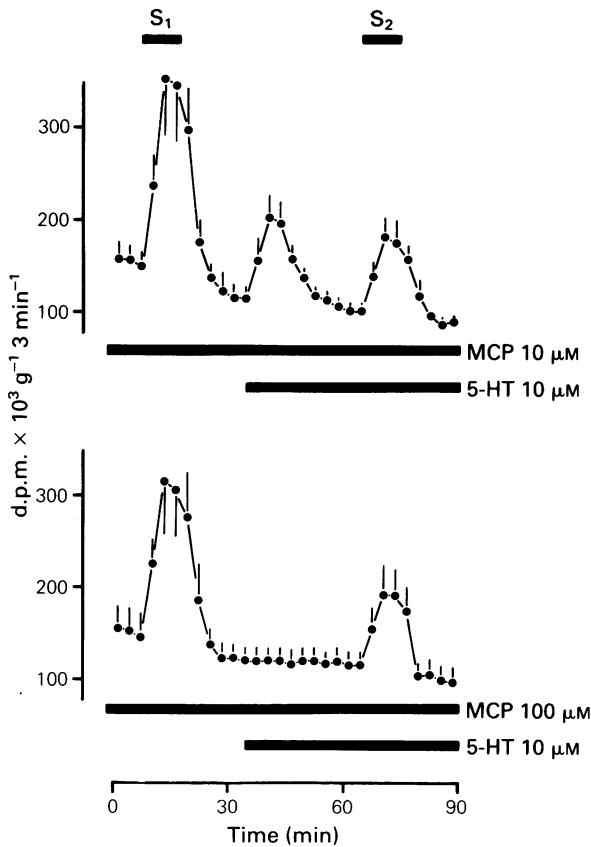 S₁ S₂
300
200
100
MCP 10 µM
5-HT 10 µM
d.p.m. × 10³ g⁻¹ 3 min⁻¹
300
200
100
MCP 100 µM
5-HT 10 µM
0 30 60 90
Time (min)